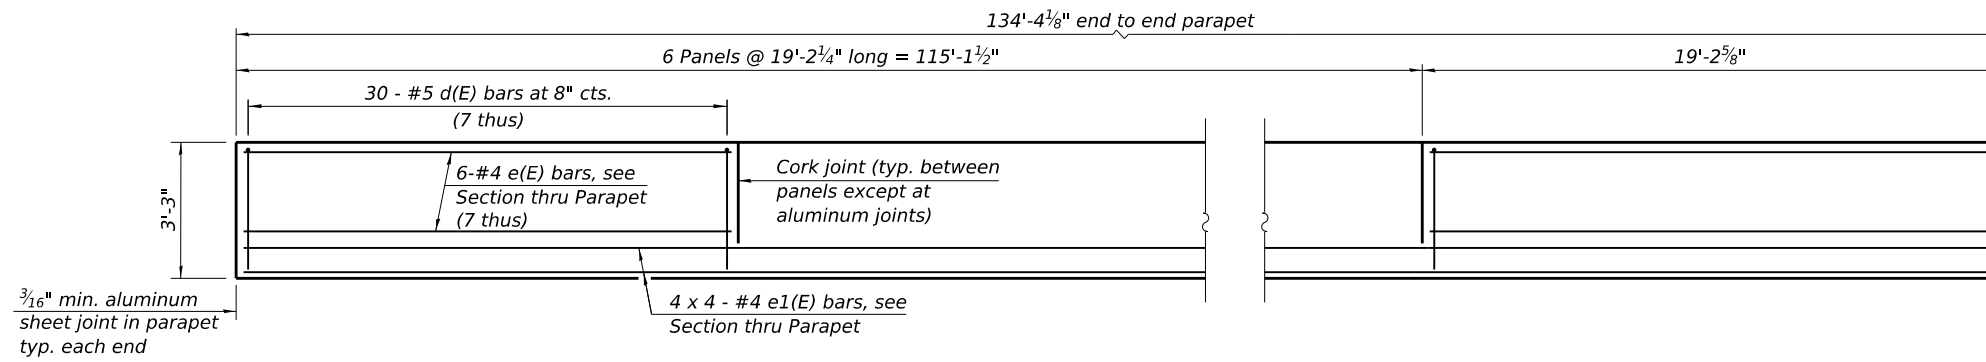 134'-4⅛" end to end parapet
6 Panels @ 19'-2¼" long = 115'-1½"
19'-2⅝"
30 - #5 d(E) bars at 8" cts.
(7 thus)
6-#4 e(E) bars, see
Section thru Parapet
(7 thus)
Cork joint (typ. between
panels except at
aluminum joints)
3'-3"
3⁄16" min. aluminum
sheet joint in parapet
typ. each end
4 x 4 - #4 e1(E) bars, see
Section thru Parapet